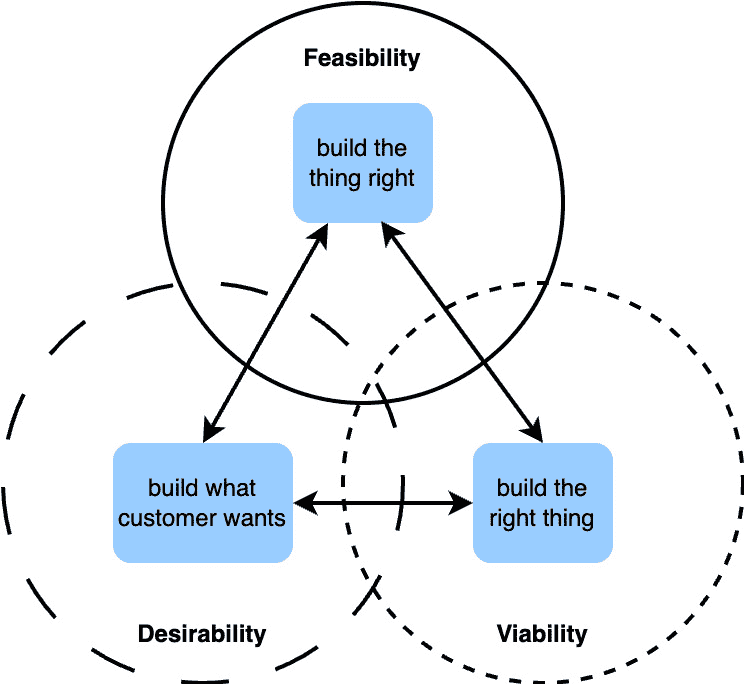 Feasibility
build the
thing right
build what
customer wants
build the
right thing
Desirability
Viability